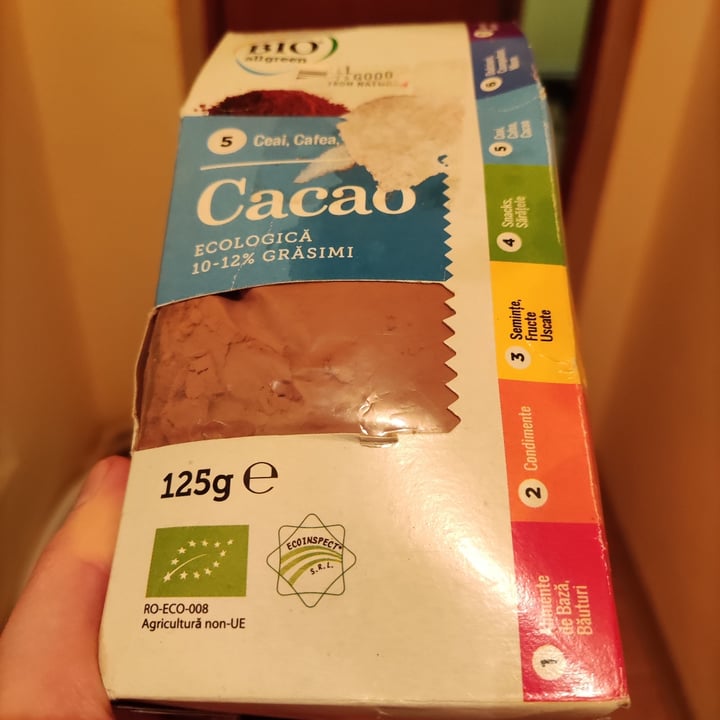 BIO
allgreen
GOOD
FROM NATURE
5 Ceai, Cafea,
Cacao
ECOLOGICĂ
10-12% GRĂSIMI
125g ℮
ECOINSPECT
S.R.L.
RO-ECO-008
Agricultură non-UE
6
5 Ceai,
Cafea,
Cacao
4 Snacks,
Sărățele
3 Semințe,
Fructe
Uscate
2 Condimente
1 Alimente
de Bază,
Băuturi